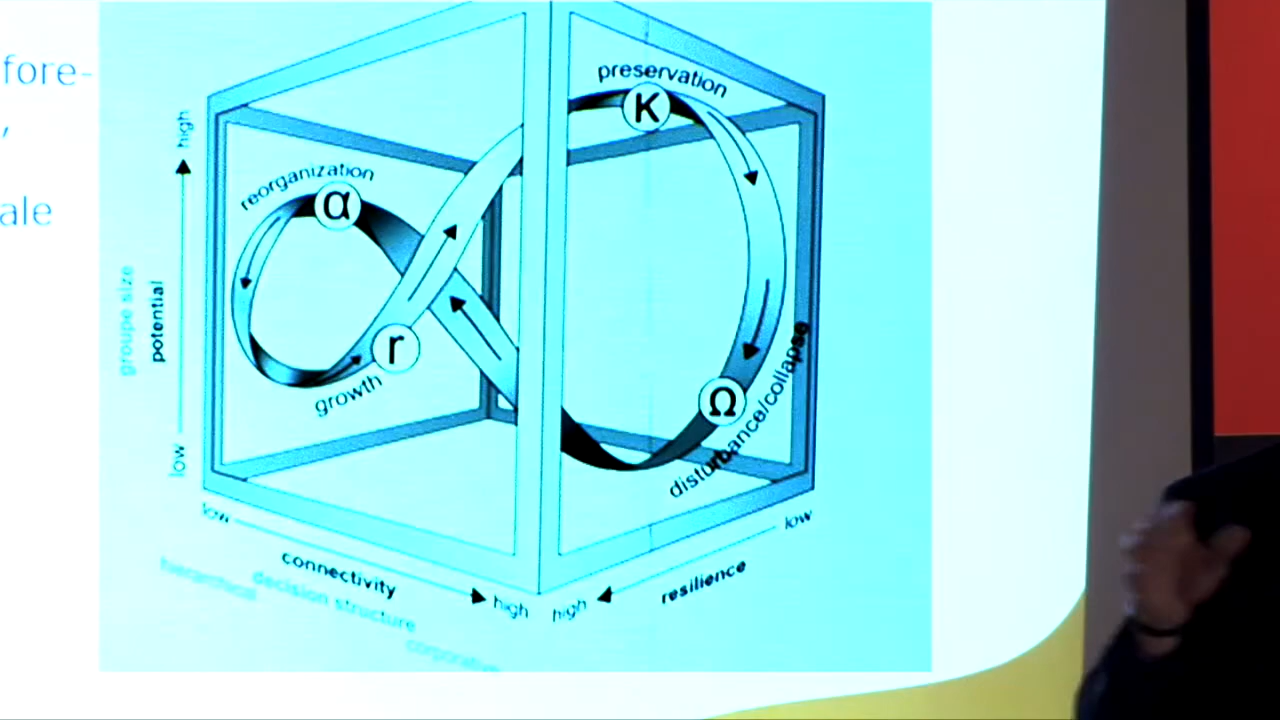 fore-
,
ale
preservation
K
high
reorganization
α
groupe size
potential
r
growth
Ω
disturbance/collapse
low
low
low
connectivity
resilience
hierarchical
decision structure
high
high